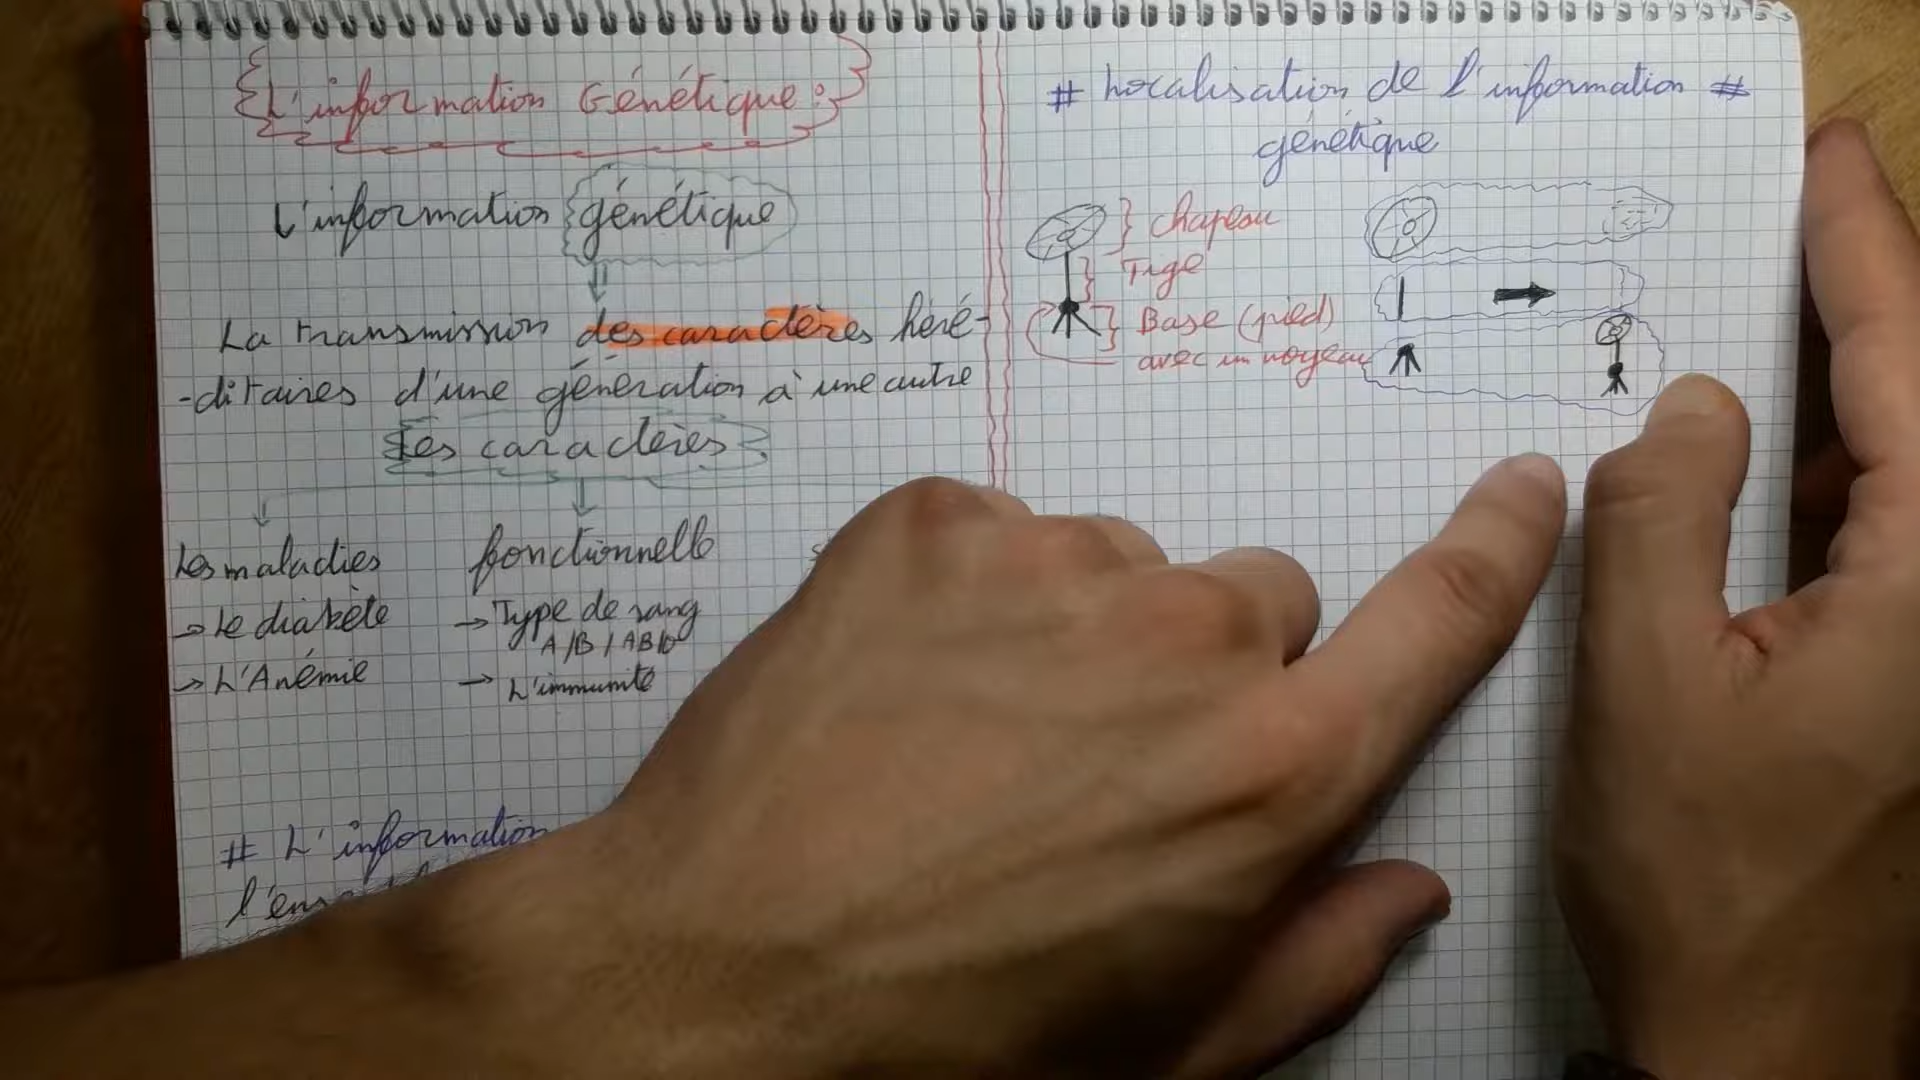 L'information Génétique :
L'information génétique
La transmission des caractères héré-
-ditaires d'une génération à une autre
Les caractères
Les maladies
→ Le diabète
→ L'Anémie
fonctionnelle
→ Type de sang
A/B/AB/O
→ L'immunité
# L'information
# Localisation de l'information #
génétique
Chapeau
Tige
Base (pied)
avec un noyeau